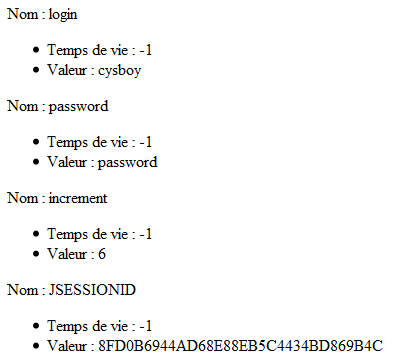 Nom : login
Temps de vie : -1
Valeur : cysboy
Nom : password
Temps de vie : -1
Valeur : password
Nom : increment
Temps de vie : -1
Valeur : 6
Nom : JSESSIONID
Temps de vie : -1
Valeur : 8FD0B6944AD68E88EB5C4434BD869B4C